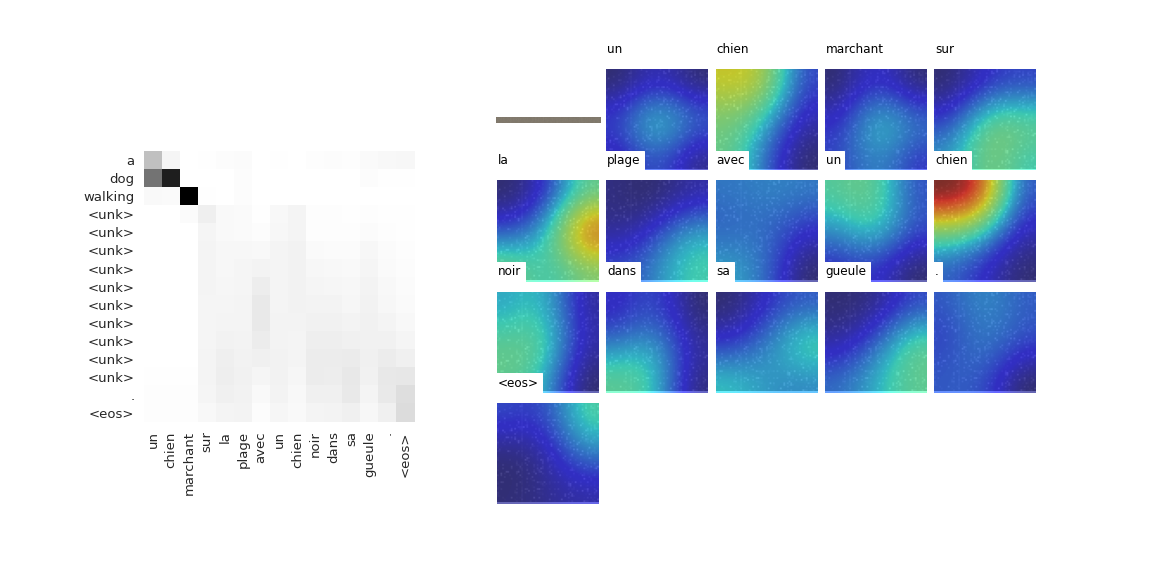 a
dog
walking
<unk>
<unk>
<unk>
<unk>
<unk>
<unk>
<unk>
<unk>
<unk>
<unk>
.
<eos>
un chien marchant sur la plage avec un chien noir dans sa gueule . <eos>
un chien marchant sur
la plage avec un chien
noir dans sa gueule .
<eos>